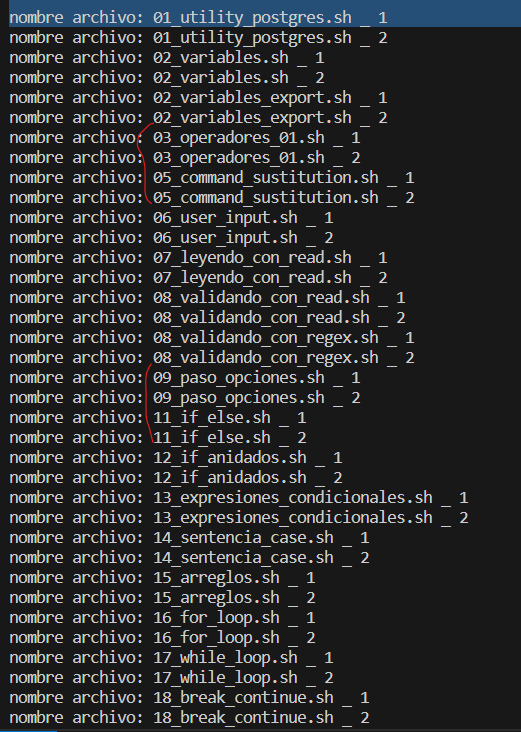 nombre archivo: 01_utility_postgres.sh _ 1
nombre archivo: 01_utility_postgres.sh _ 2
nombre archivo: 02_variables.sh _ 1
nombre archivo: 02_variables.sh _ 2
nombre archivo: 02_variables_export.sh _ 1
nombre archivo: 02_variables_export.sh _ 2
nombre archivo: 03_operadores_01.sh _ 1
nombre archivo: 03_operadores_01.sh _ 2
nombre archivo: 05_command_sustitution.sh _ 1
nombre archivo: 05_command_sustitution.sh _ 2
nombre archivo: 06_user_input.sh _ 1
nombre archivo: 06_user_input.sh _ 2
nombre archivo: 07_leyendo_con_read.sh _ 1
nombre archivo: 07_leyendo_con_read.sh _ 2
nombre archivo: 08_validando_con_read.sh _ 1
nombre archivo: 08_validando_con_read.sh _ 2
nombre archivo: 08_validando_con_regex.sh _ 1
nombre archivo: 08_validando_con_regex.sh _ 2
nombre archivo: 09_paso_opciones.sh _ 1
nombre archivo: 09_paso_opciones.sh _ 2
nombre archivo: 11_if_else.sh _ 1
nombre archivo: 11_if_else.sh _ 2
nombre archivo: 12_if_anidados.sh _ 1
nombre archivo: 12_if_anidados.sh _ 2
nombre archivo: 13_expresiones_condicionales.sh _ 1
nombre archivo: 13_expresiones_condicionales.sh _ 2
nombre archivo: 14_sentencia_case.sh _ 1
nombre archivo: 14_sentencia_case.sh _ 2
nombre archivo: 15_arreglos.sh _ 1
nombre archivo: 15_arreglos.sh _ 2
nombre archivo: 16_for_loop.sh _ 1
nombre archivo: 16_for_loop.sh _ 2
nombre archivo: 17_while_loop.sh _ 1
nombre archivo: 17_while_loop.sh _ 2
nombre archivo: 18_break_continue.sh _ 1
nombre archivo: 18_break_continue.sh _ 2